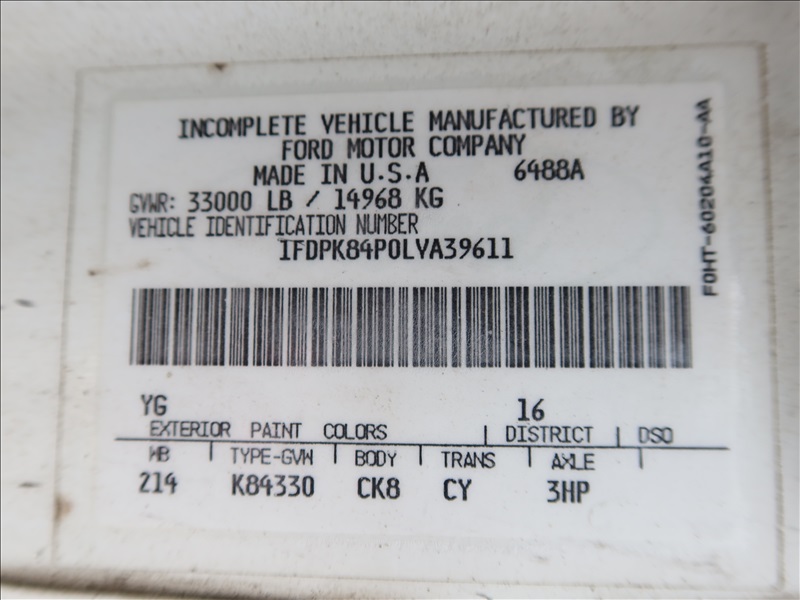 INCOMPLETE VEHICLE MANUFACTURED BY
FORD MOTOR COMPANY
MADE IN U.S.A 6488A
GVWR: 33000 LB / 14968 KG
VEHICLE IDENTIFICATION NUMBER
1FDPK84P0LVA39611
F0HT-60204A10-AA
YG 16
EXTERIOR PAINT COLORS DISTRICT DSO
WB TYPE-GVW BODY TRANS AXLE
214 K84330 CK8 CY 3HP